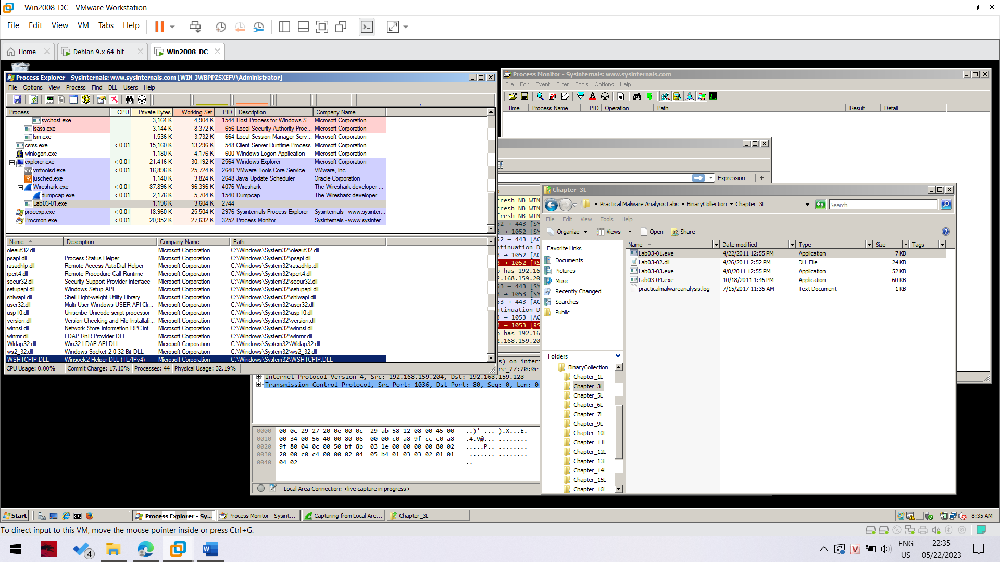 Win2008-DC - VMware Workstation
File Edit View VM Tabs Help
Home Debian 9.x 64-bit Win2008-DC
Process Explorer - Sysinternals: www.sysinternals.com [WIN-JWBPPZSXEFV\Administrator]
File Options View Process Find DLL Users Help
Process CPU Private Bytes Working Set PID Description Company Name
svchost.exe 3,164 K 4,904 K 1544 Host Process for Windows S... Microsoft Corporation
lsass.exe 3,144 K 8,372 K 656 Local Security Authority Proc... Microsoft Corporation
lsm.exe 1,536 K 3,732 K 664 Local Session Manager Serv... Microsoft Corporation
csrss.exe < 0.01 15,160 K 13,296 K 548 Client Server Runtime Process Microsoft Corporation
winlogon.exe 1,180 K 4,176 K 600 Windows Logon Application Microsoft Corporation
explorer.exe < 0.01 21,416 K 30,192 K 2564 Windows Explorer Microsoft Corporation
vmtoolsd.exe < 0.01 16,896 K 25,724 K 2640 VMware Tools Core Service VMware, Inc.
jusched.exe 1,140 K 3,824 K 2648 Java Update Scheduler Oracle Corporation
Wireshark.exe < 0.01 87,896 K 96,396 K 4076 Wireshark The Wireshark developer ...
dumpcap.exe < 0.01 2,176 K 5,704 K 1540 Dumpcap The Wireshark developer ...
Lab03-01.exe 1,196 K 3,604 K 2744
procexp.exe < 0.01 18,960 K 25,504 K 2976 Sysinternals Process Explorer Sysinternals - www.sysinter...
Procmon.exe < 0.01 20,952 K 27,632 K 3252 Process Monitor Sysinternals - www.sysinter...
Name Description Company Name Path
oleaut32.dll Microsoft Corporation C:\Windows\System32\oleaut32.dll
psapi.dll Process Status Helper Microsoft Corporation C:\Windows\System32\psapi.dll
rasadhlp.dll Remote Access AutoDial Helper Microsoft Corporation C:\Windows\System32\rasadhlp.dll
rpcrt4.dll Remote Procedure Call Runtime Microsoft Corporation C:\Windows\System32\rpcrt4.dll
secur32.dll Security Support Provider Interface Microsoft Corporation C:\Windows\System32\secur32.dll
setupapi.dll Windows Setup API Microsoft Corporation C:\Windows\System32\setupapi.dll
shlwapi.dll Shell Light-weight Utility Library Microsoft Corporation C:\Windows\System32\shlwapi.dll
user32.dll Multi-User Windows USER API Cli... Microsoft Corporation C:\Windows\System32\user32.dll
usp10.dll Uniscribe Unicode script processor Microsoft Corporation C:\Windows\System32\usp10.dll
version.dll Version Checking and File Installati... Microsoft Corporation C:\Windows\System32\version.dll
winnsi.dll Network Store Information RPC int... Microsoft Corporation C:\Windows\System32\winnsi.dll
winrnr.dll LDAP RnR Provider DLL Microsoft Corporation C:\Windows\System32\winrnr.dll
Wldap32.dll Win32 LDAP API DLL Microsoft Corporation C:\Windows\System32\Wldap32.dll
ws2_32.dll Windows Socket 2.0 32-Bit DLL Microsoft Corporation C:\Windows\System32\ws2_32.dll
WSHTCPIP.DLL Winsock2 Helper DLL (TL/IPv4) Microsoft Corporation C:\Windows\System32\WSHTCPIP.DLL
CPU Usage: 0.00% Commit Charge: 17.10% Processes: 44 Physical Usage: 32.19%
Process Monitor - Sysinternals: www.sysinternals.com
File Edit Event Filter Tools Options Help
Time ... Process Name PID Operation Path Result Detail
Expression... +
fresh NB WIN
fresh NB WIN
fresh NB WIN
52 → 443 [SY
3 → 1052 [SY
52 → 443 [AC
ntinuation D
3 → 1052 [AC
3 → 1052 [RS
o has 192.16
.168.159.20
53 → 443 [SY
3 → 1053 [SY
53 → 443 [AC
ntinuation D
3 → 1053 [AC
3 → 1053 [RS
o has 192.16
.168.159.20
s) on interf
re_27:20:0e
Internet Protocol Version 4, Src: 192.168.159.204, Dst: 192.168.159.128
Transmission Control Protocol, Src Port: 1036, Dst Port: 80, Seq: 0, Len: 0
0000 00 0c 29 27 20 0e 00 0c 29 ab 58 12 08 00 45 00 ..)' ... ).X...E.
0010 00 34 00 56 40 00 80 06 00 00 c0 a8 9f cc c0 a8 .4.V@... ........
0020 9f 80 04 0c 00 50 bf 8b 03 1e 00 00 00 00 80 02 .....P.. ........
0030 20 00 c0 c4 00 00 02 04 05 b4 01 03 03 02 01 01 ....... ........
0040 04 02 ..
Local Area Connection: <live capture in progress>
Chapter_3L
Practical Malware Analysis Labs BinaryCollection Chapter_3L Search
File Edit View Tools Help
Organize Views Open Share
Favorite Links
Documents
Pictures
Music
Recently Changed
Searches
Public
Name Date modified Type Size Tags
Lab03-01.exe 4/22/2011 12:55 PM Application 7 KB
Lab03-02.dll 4/26/2011 2:52 PM DLL File 24 KB
Lab03-03.exe 4/8/2011 12:55 PM Application 52 KB
Lab03-04.exe 10/18/2011 1:46 PM Application 60 KB
practicalmalwareanalysis.log 7/15/2017 11:35 AM Text Document 1 KB
Folders
BinaryCollection
Chapter_1L
Chapter_3L
Chapter_5L
Chapter_6L
Chapter_7L
Chapter_9L
Chapter_10L
Chapter_11L
Chapter_12L
Chapter_13L
Chapter_14L
Chapter_15L
Chapter_16L
Start Process Explorer - Sy... Process Monitor - Sysint... Capturing from Local Are... Chapter_3L 8:35 AM
To direct input to this VM, move the mouse pointer inside or press Ctrl+G.
4
ENG
US
22:35
05/22/2023